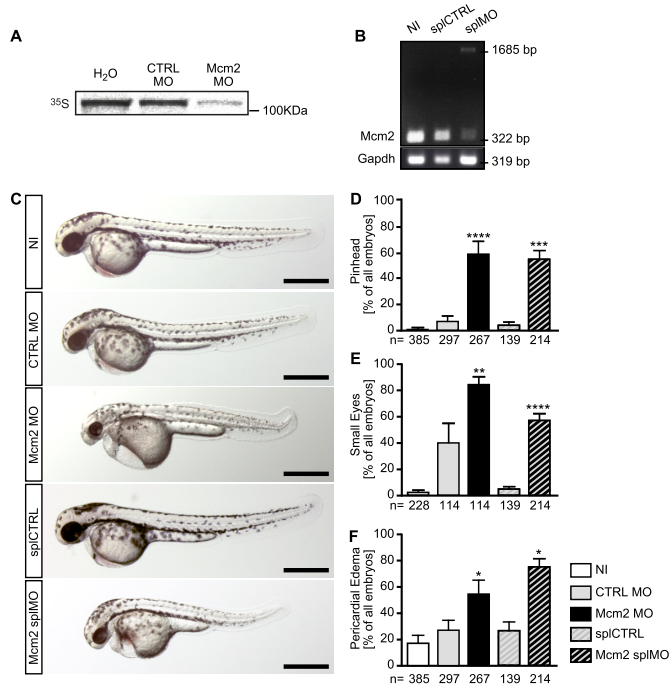 A
H2O
CTRL MO
Mcm2 MO
35S
100KDa
B
NI
splCTRL
splMO
1685 bp
Mcm2
322 bp
Gapdh
319 bp
C
NI
CTRL MO
Mcm2 MO
splCTRL
Mcm2 splMO
D
Pinhead
[% of all embryos]
100
80
60
40
20
0
****
***
n= 385 297 267 139 214
E
Small Eyes
[% of all embryos]
100
80
60
40
20
0
**
****
n= 228 114 114 139 214
F
Pericardial Edema
[% of all embryos]
100
80
60
40
20
0
*
*
n= 385 297 267 139 214
NI
CTRL MO
Mcm2 MO
splCTRL
Mcm2 splMO